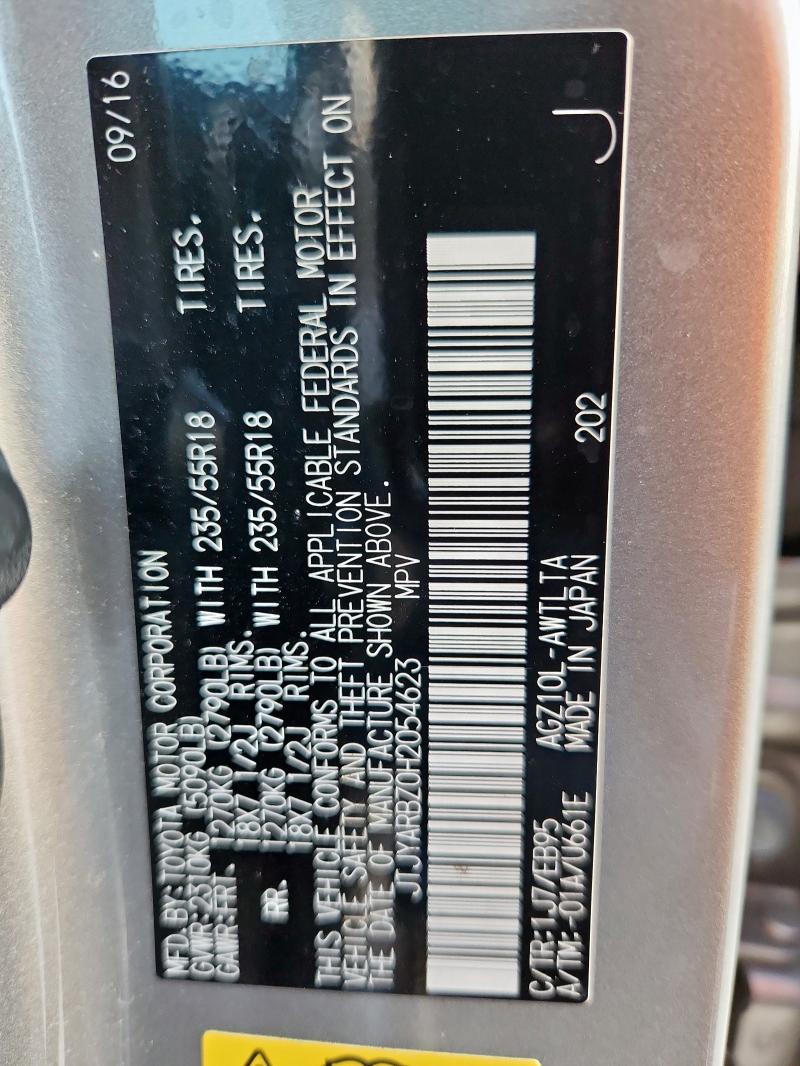 MFD.BY:TOYOTA MOTOR CORPORATION 09/16
GVWR:2310KG (5090LB)
GAWR:FRT. 1270KG (2790LB) WITH 235/55R18 TIRES.
18X7 1/2J RIMS.
RR. 1270KG (2790LB) WITH 235/55R18 TIRES.
18X7 1/2J RIMS.
THIS VEHICLE CONFORMS TO ALL APPLICABLE FEDERAL MOTOR
VEHICLE SAFETY AND THEFT PREVENTION STANDARDS IN EFFECT ON
THE DATE OF MANUFACTURE SHOWN ABOVE.
JTJYARBZ0H2054623 MPV
C/TR:1J7/EB95 AGZ10L-AWTLTA
A/TM:-01A/U661E MADE IN JAPAN 202 J